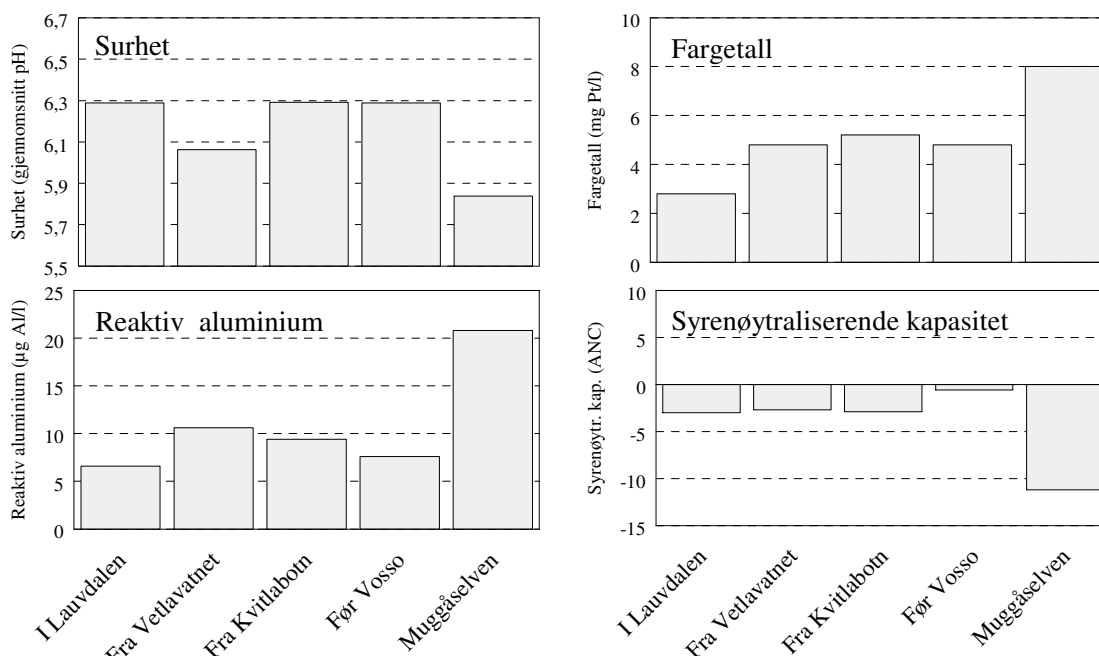 Surhet
Surhet (gjennomsnitt pH)
6,7
6,5
6,3
6,1
5,9
5,7
5,5
Fargetall
Fargetall (mg Pt/l)
10
8
6
4
2
0
Reaktiv aluminium
Reaktiv aluminium (µg Al/l)
25
20
15
10
5
0
I Lauvdalen
Fra Vetlavatnet
Fra Kvitlabotn
Før Vosso
Muggåselven
Syrenøytraliserende kapasitet
Syrenøytr. kap. (ANC)
10
5
0
-5
-10
-15
I Lauvdalen
Fra Vetlavatnet
Fra Kvitlabotn
Før Vosso
Muggåselven